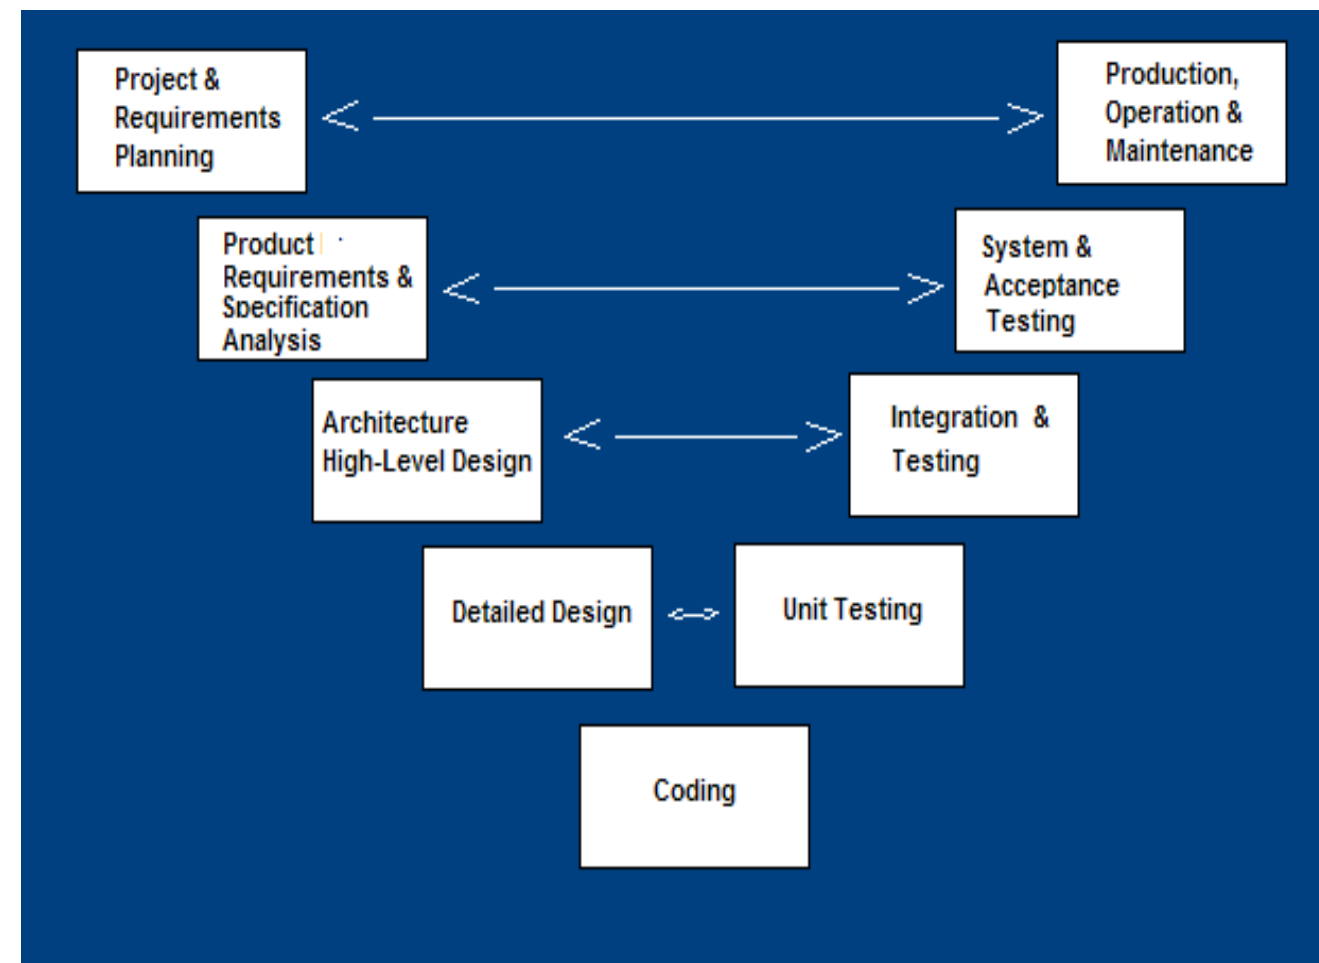 Project &
Requirements
Planning
Production,
Operation &
Maintenance
Product
Requirements &
Specification
Analysis
System &
Acceptance
Testing
Architecture
High-Level Design
Integration &
Testing
Detailed Design
Unit Testing
Coding